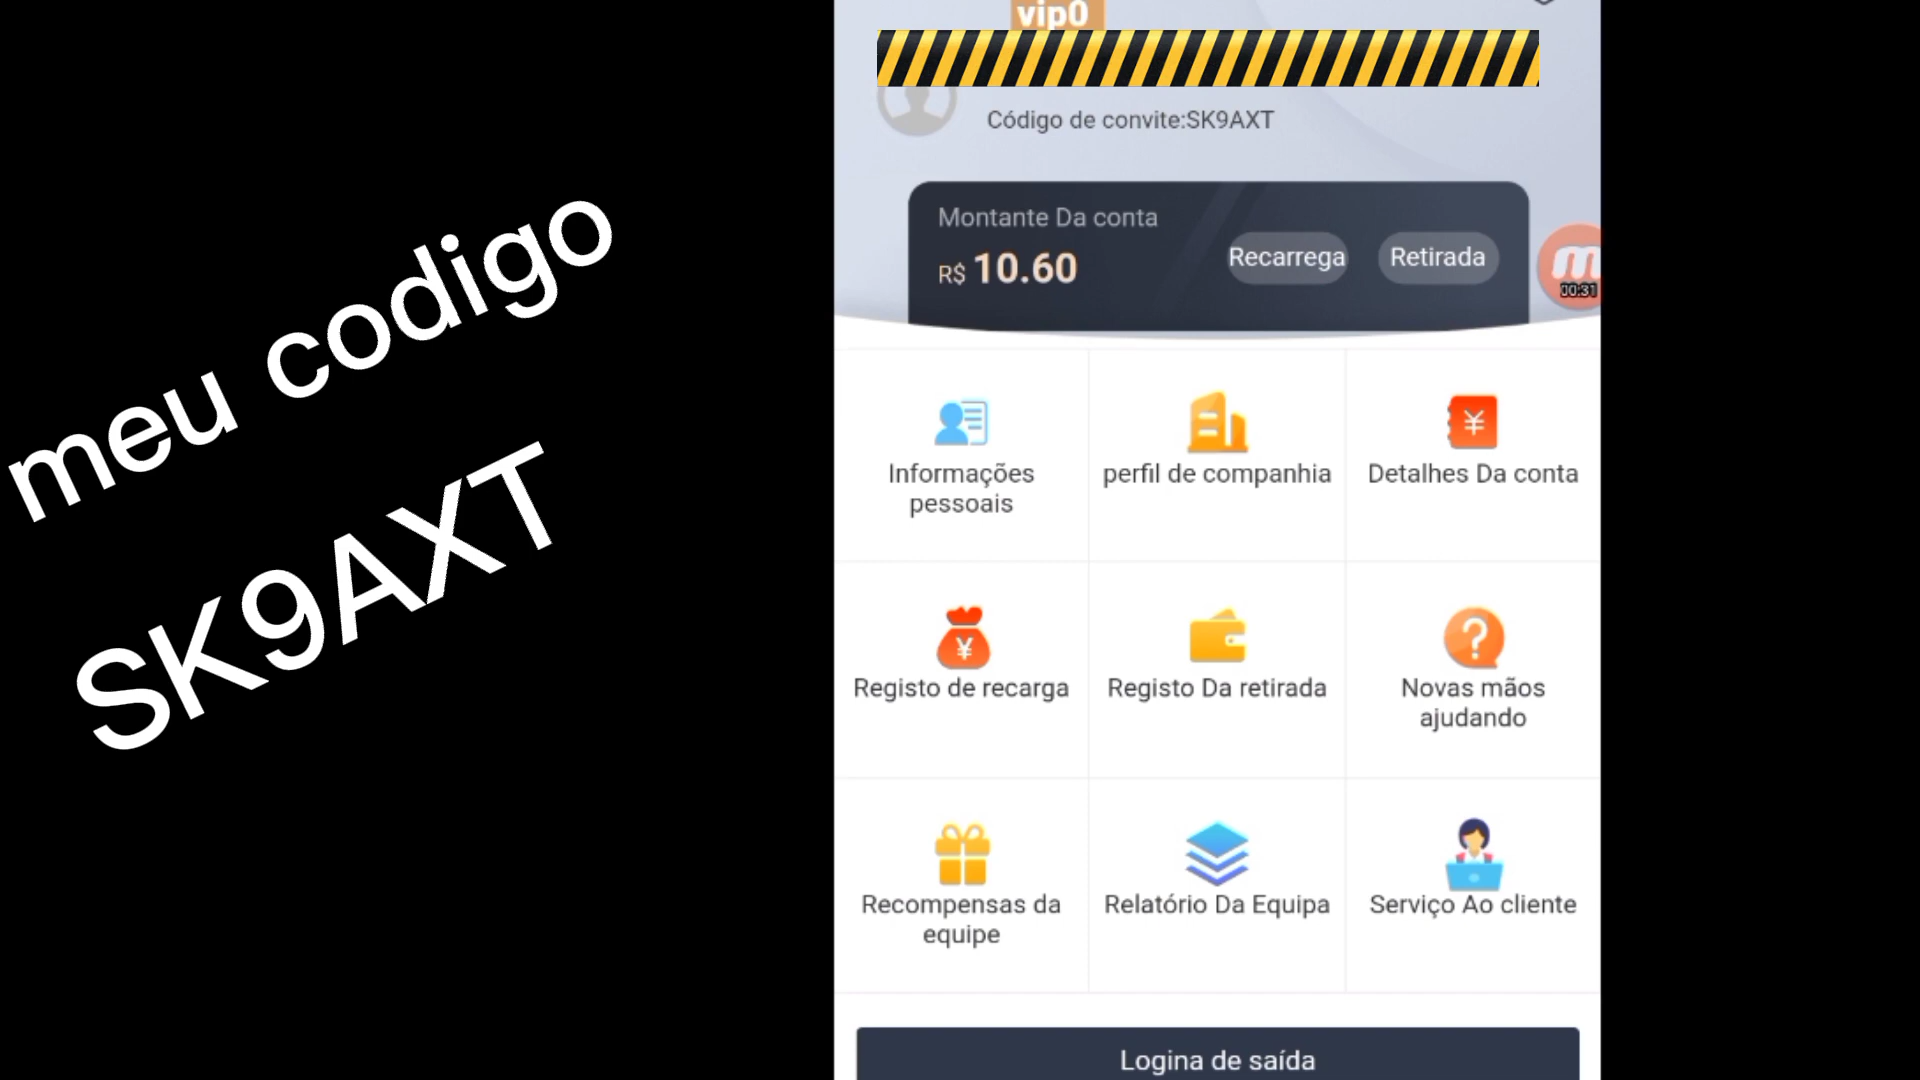 meu codigo
SK9AXT
vip0
Código de convite:SK9AXT
Montante Da conta
R$ 10.60
Recarrega
Retirada
00:31
Informações
pessoais
perfil de companhia
Detalhes Da conta
Registo de recarga
Registo Da retirada
Novas mãos
ajudando
Recompensas da
equipe
Relatório Da Equipa
Serviço Ao cliente
Logina de saída